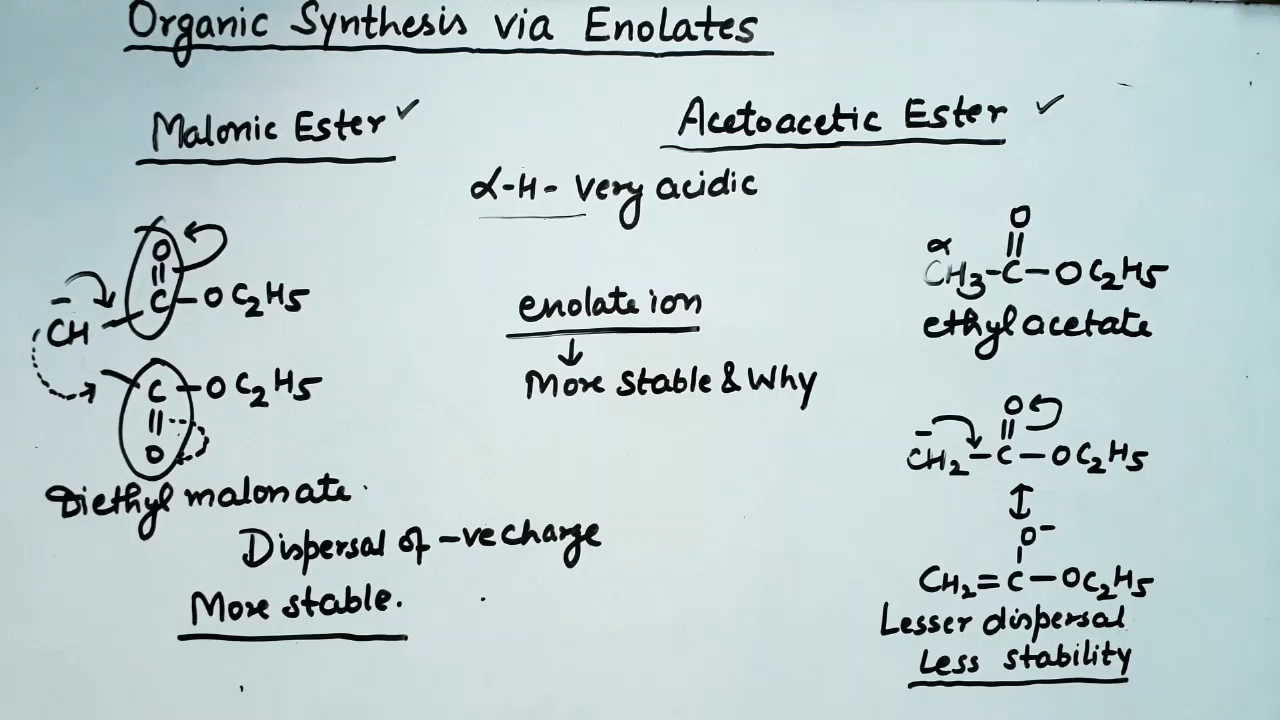 Organic Synthesis via Enolates
Malonic Ester ✓
Acetoacetic Ester ✓
α-H- Very acidic
O
||
C-OC2H5
-
CH
C-OC2H5
||
O
Diethyl malonate.
Dispersal of -ve charge
More stable.
enolate ion
↓
More stable & Why
O
α ||
CH3-C-OC2H5
ethyl acetate
O
- ||
CH2-C-OC2H5
↕
O-
|
CH2=C-OC2H5
Lesser dispersal
Less stability